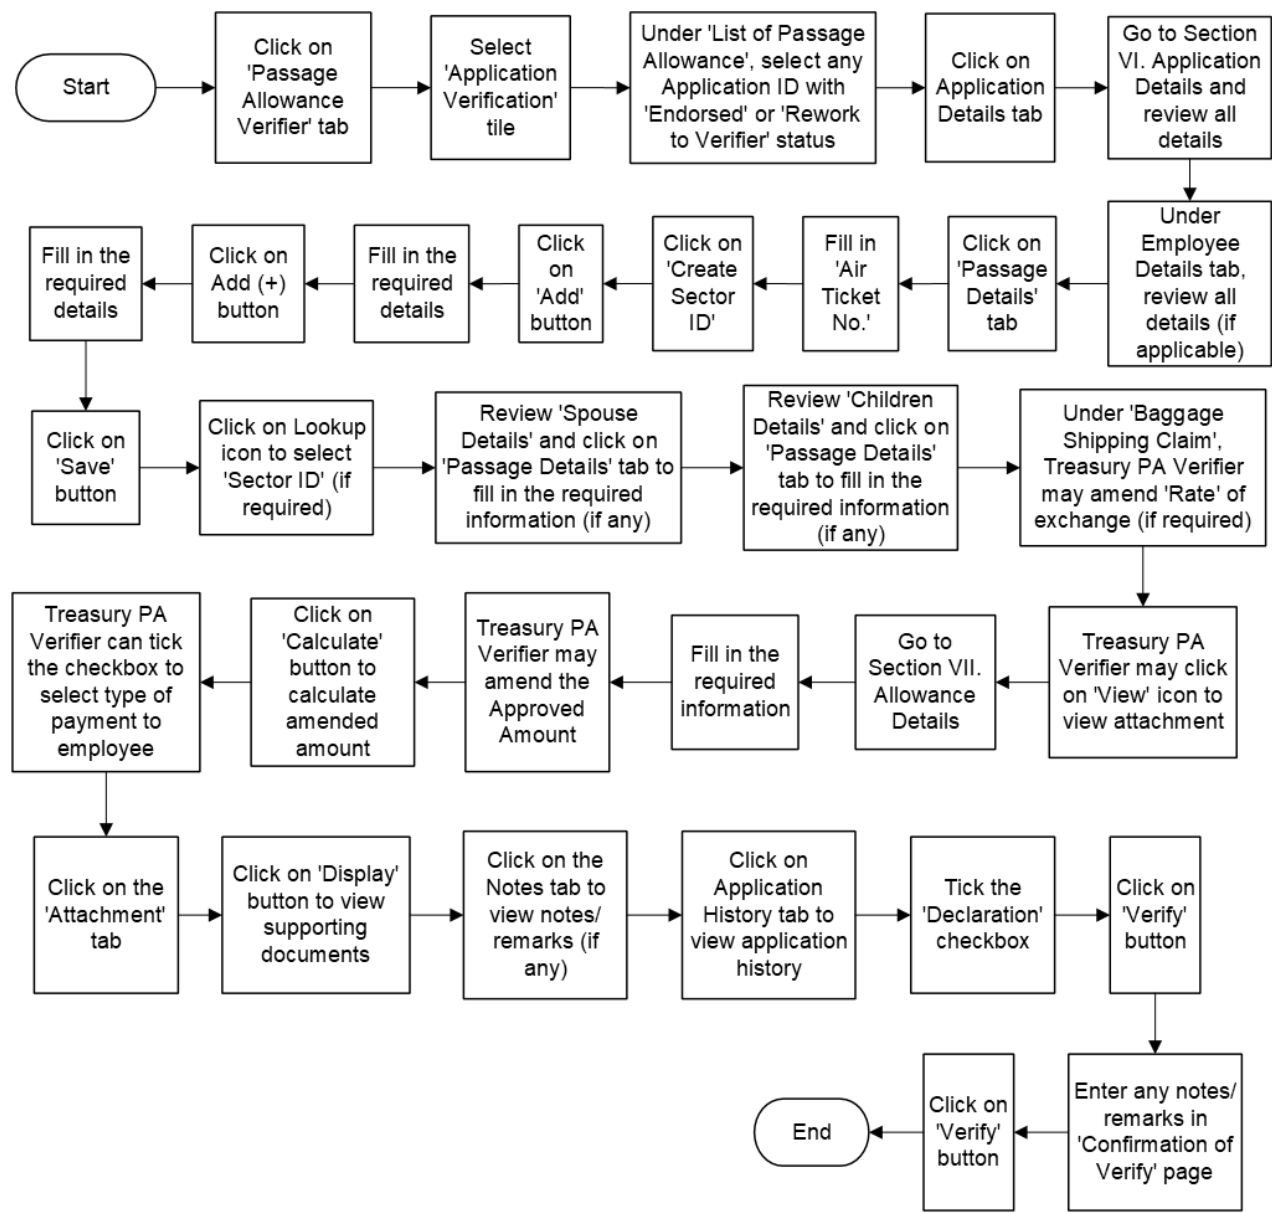 Start
Click on
'Passage
Allowance
Verifier' tab
Select
'Application
Verification'
tile
Under 'List of Passage
Allowance', select any
Application ID with
'Endorsed' or 'Rework
to Verifier' status
Click on
Application
Details tab
Go to Section
VI. Application
Details and
review all
details
Under
Employee
Details tab,
review all
details (if
applicable)
Click on
'Passage
Details'
tab
Fill in
'Air
Ticket
No.'
Click on
'Create
Sector
ID'
Click
on
'Add'
button
Fill in the
required
details
Click on
Add (+)
button
Fill in the
required
details
Click on
'Save'
button
Click on Lookup
icon to select
'Sector ID' (if
required)
Review 'Spouse
Details' and click on
'Passage Details' tab to
fill in the required
information (if any)
Review 'Children
Details' and click on
'Passage Details'
tab to fill in the
required information
(if any)
Under 'Baggage
Shipping Claim',
Treasury PA Verifier
may amend 'Rate' of
exchange (if required)
Treasury PA
Verifier may click
on 'View' icon to
view attachment
Go to
Section VII.
Allowance
Details
Fill in the
required
information
Treasury PA
Verifier may
amend the
Approved
Amount
Click on
'Calculate'
button to
calculate
amended
amount
Treasury PA
Verifier can tick
the checkbox to
select type of
payment to
employee
Click on the
'Attachment'
tab
Click on 'Display'
button to view
supporting
documents
Click on the
Notes tab to
view notes/
remarks (if
any)
Click on
Application
History tab to
view application
history
Tick the
'Declaration'
checkbox
Click on
'Verify'
button
Enter any notes/
remarks in
'Confirmation of
Verify' page
Click on
'Verify'
button
End